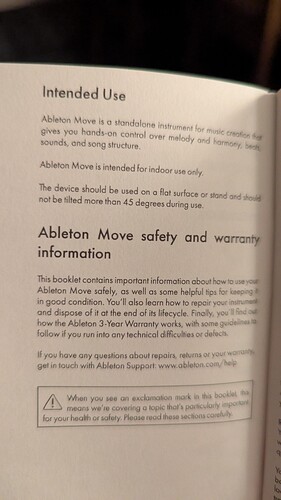 Intended Use
Ableton Move is a standalone instrument for music creation that
gives you hands-on control over melody and harmony, beats,
sounds, and song structure.
Ableton Move is intended for indoor use only.
The device should be used on a flat surface or stand and should
not be tilted more than 45 degrees during use.
Ableton Move safety and warranty
information
This booklet contains important information about how to use your
Ableton Move safely, as well as some helpful tips for keeping it
in good condition. You'll also learn how to repair your instrument
and dispose of it at the end of its lifecycle. Finally, you'll find out
how the Ableton 3-Year Warranty works, with some guidelines to
follow if you run into any technical difficulties or defects.
If you have any questions about repairs, returns or your warranty,
get in touch with Ableton Support: www.ableton.com/help
When you see an exclamation mark in this booklet, this
means we're covering a topic that's particularly important
for your health or safety. Please read these sections carefully.